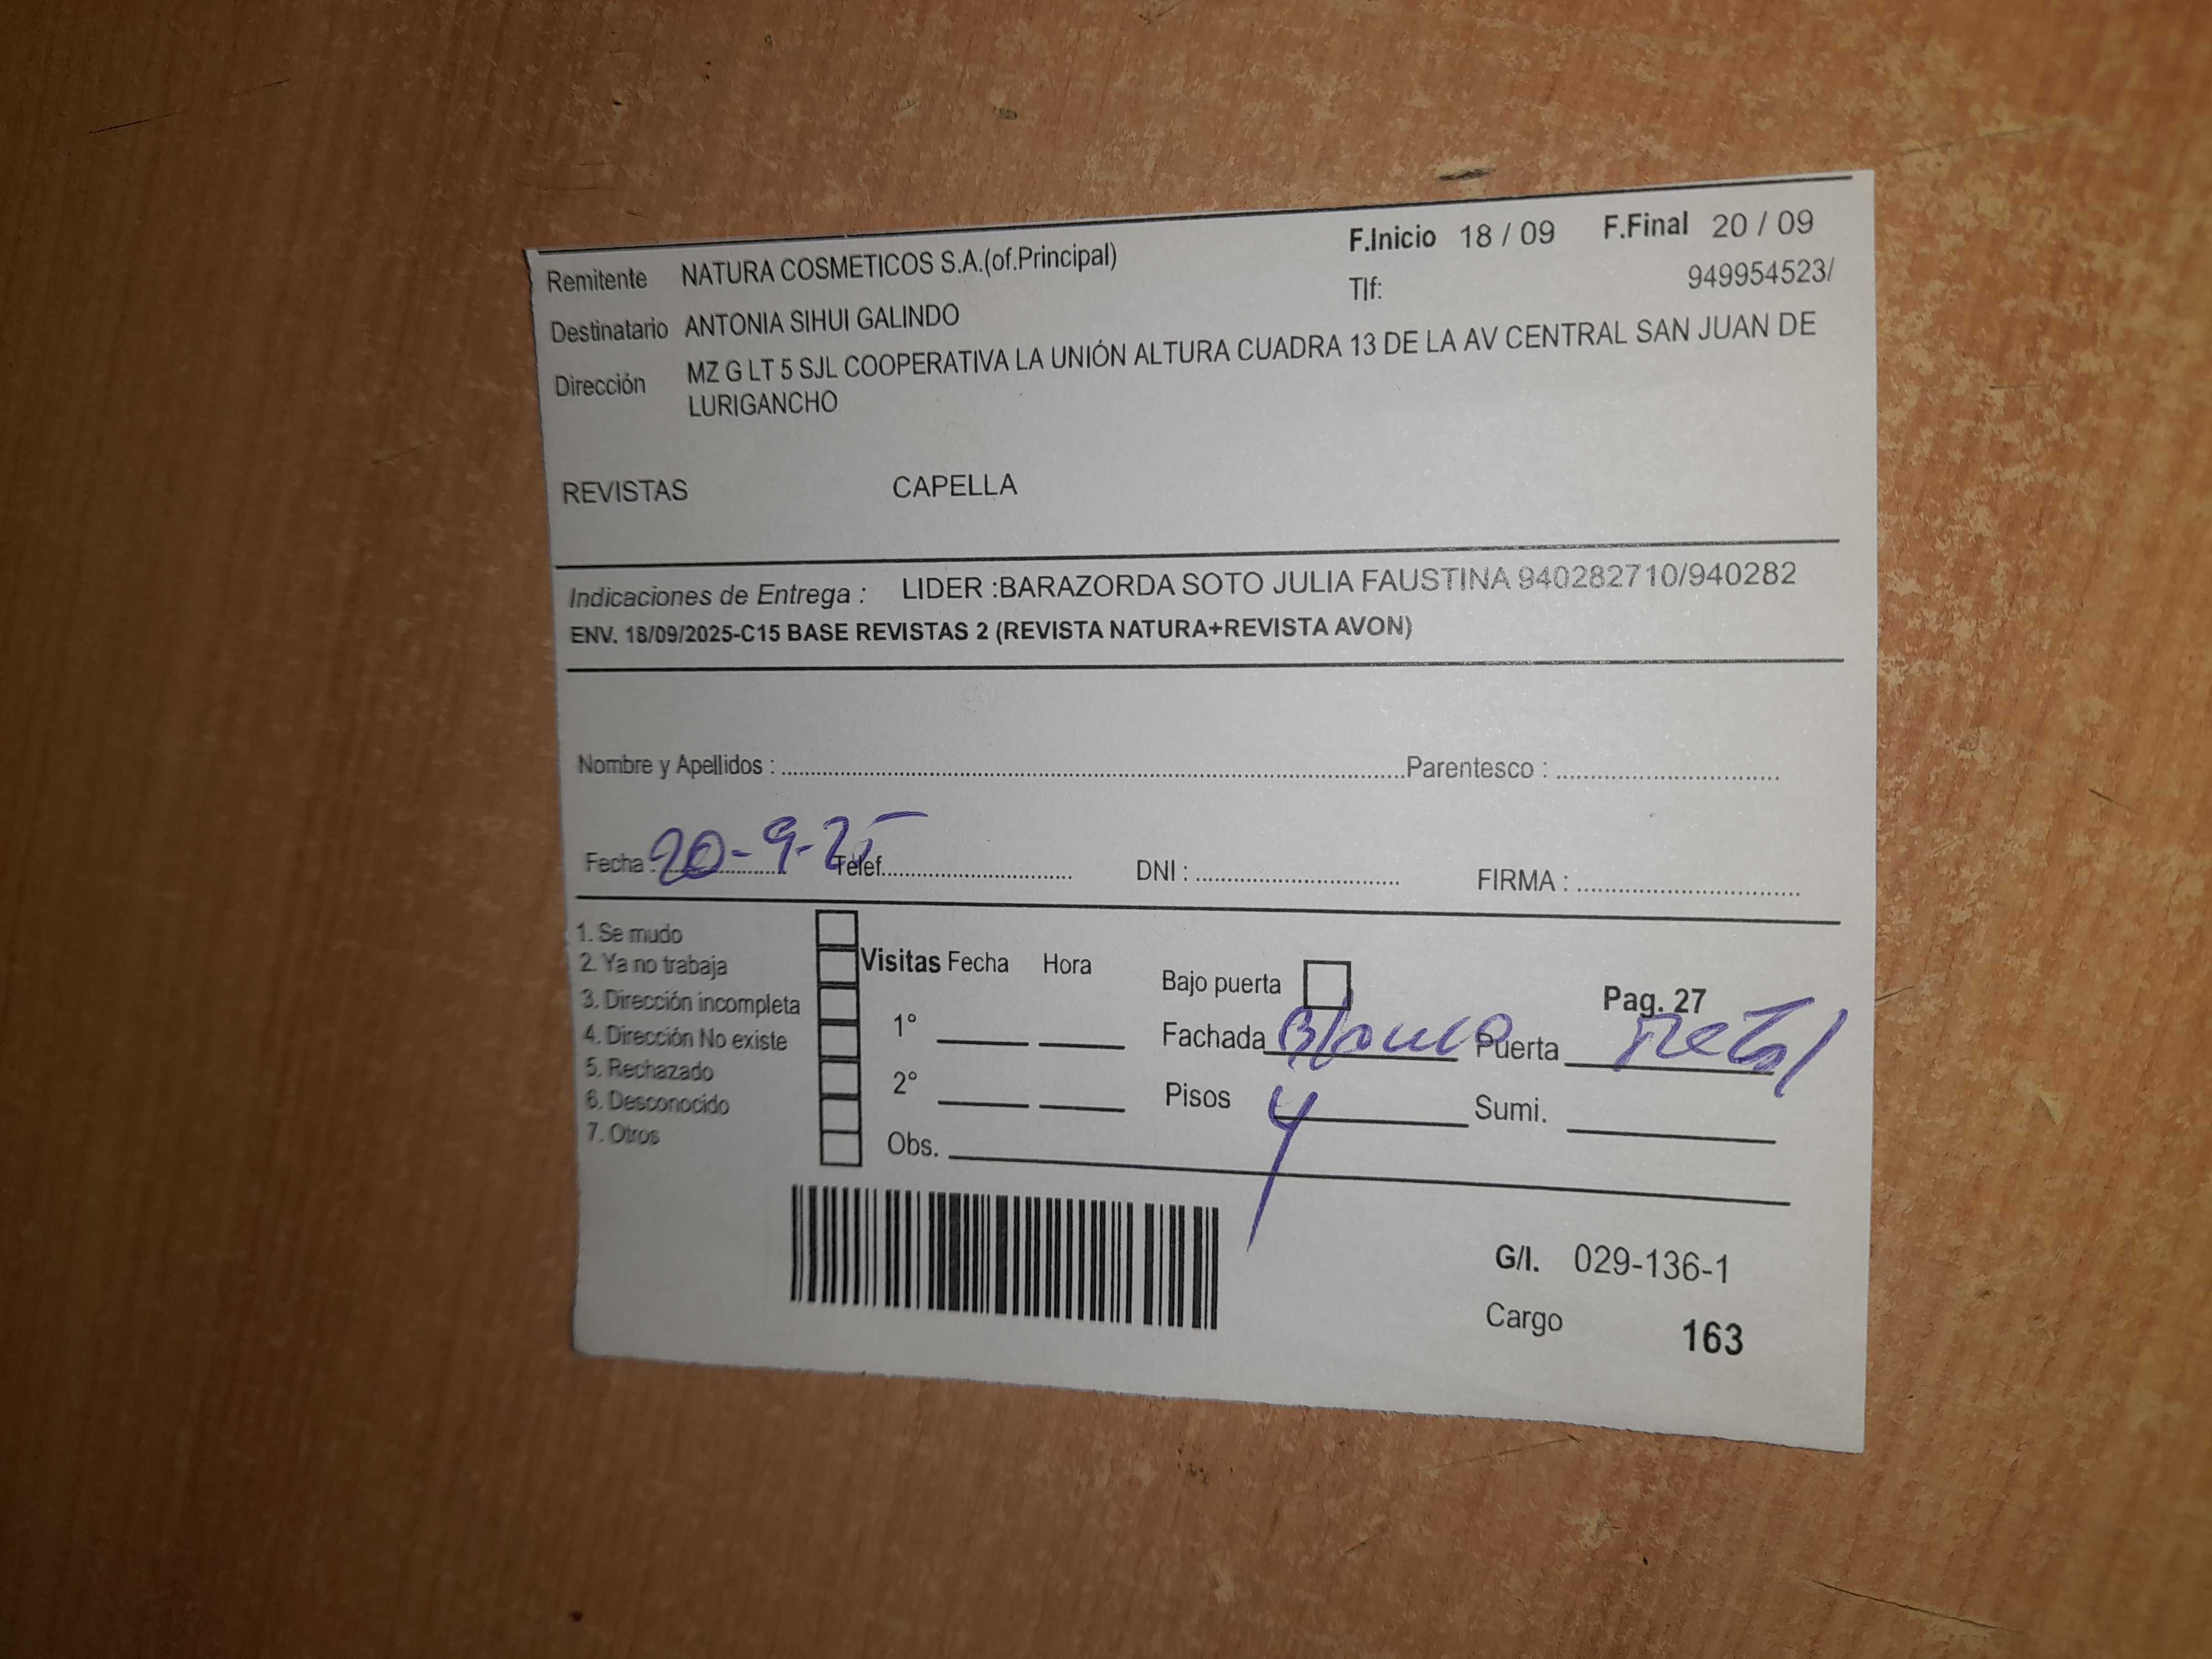 F.Inicio 18 / 09 F.Final 20 / 09
Remitente NATURA COSMETICOS S.A.(of.Principal)
Tlf: 949954523/
Destinatario ANTONIA SIHUI GALINDO
Dirección MZ G LT 5 SJL COOPERATIVA LA UNIÓN ALTURA CUADRA 13 DE LA AV CENTRAL SAN JUAN DE
LURIGANCHO
REVISTAS CAPELLA
Indicaciones de Entrega : LIDER :BARAZORDA SOTO JULIA FAUSTINA 940282710/940282
ENV. 18/09/2025-C15 BASE REVISTAS 2 (REVISTA NATURA+REVISTA AVON)
Nombre y Apellidos : Parentesco :
Fecha : 20-9-25 Telef. DNI : FIRMA :
1. Se mudo
2. Ya no trabaja
3. Dirección incompleta
4. Dirección No existe
5. Rechazado
6. Desconocido
7. Otros
Visitas Fecha Hora
1°
2°
Obs.
Bajo puerta
Pag. 27
Fachada Blanco Puerta Metal
Pisos 4 Sumi.
G/I. 029-136-1
Cargo 163